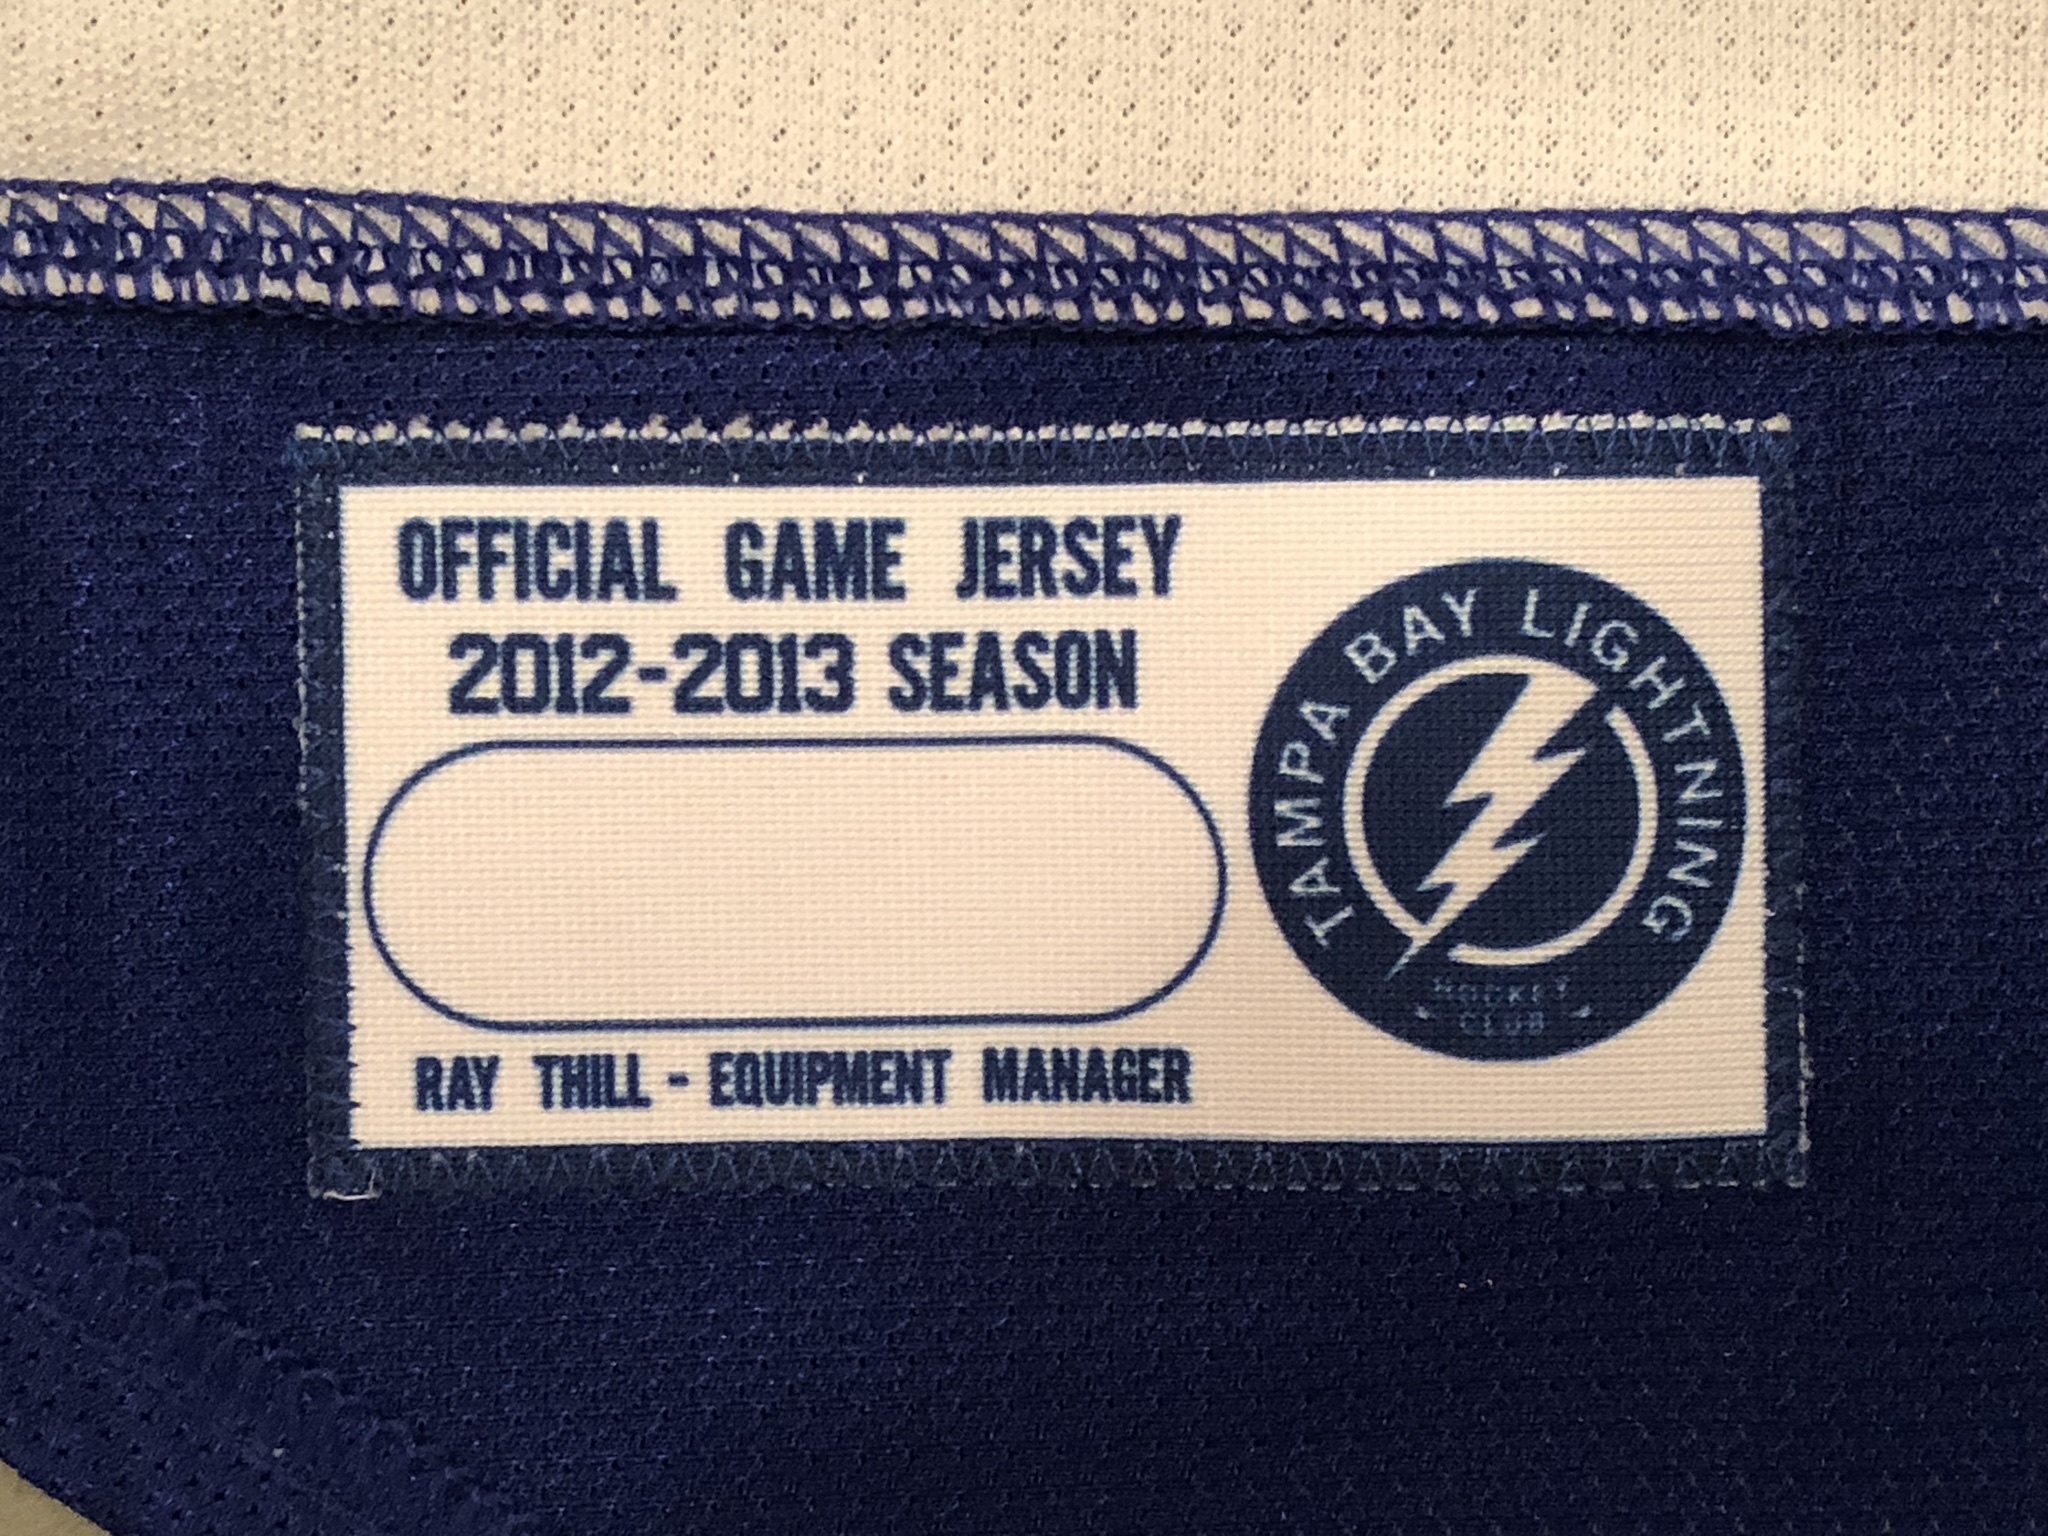 OFFICIAL GAME JERSEY
2012-2013 SEASON
RAY THILL - EQUIPMENT MANAGER
TAMPA BAY LIGHTNING
HOCKEY
CLUB